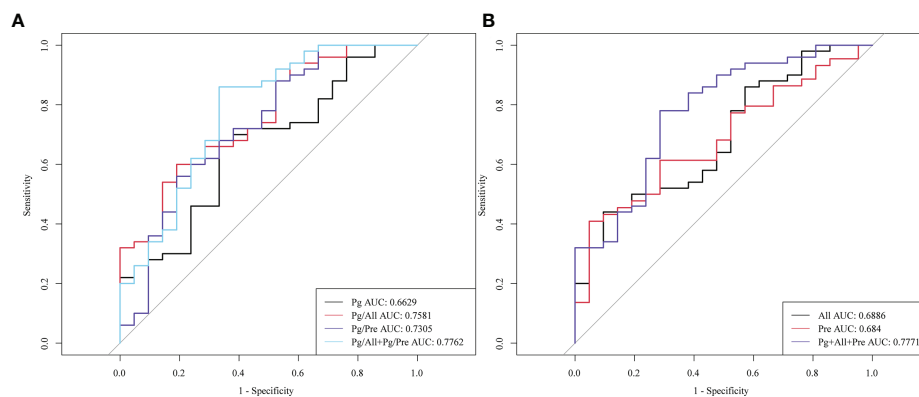 A
1.0
0.8
0.6
0.4
0.2
0.0
Sensitivity
0.0 0.2 0.4 0.6 0.8 1.0
1 - Specificity
Pg AUC: 0.6629
Pg/All AUC: 0.7581
Pg/Pre AUC: 0.7305
Pg/All+Pg/Pre AUC: 0.7762
B
1.0
0.8
0.6
0.4
0.2
0.0
Sensitivity
0.0 0.2 0.4 0.6 0.8 1.0
1 - Specificity
All AUC: 0.6886
Pre AUC: 0.684
Pg+All+Pre AUC: 0.7771